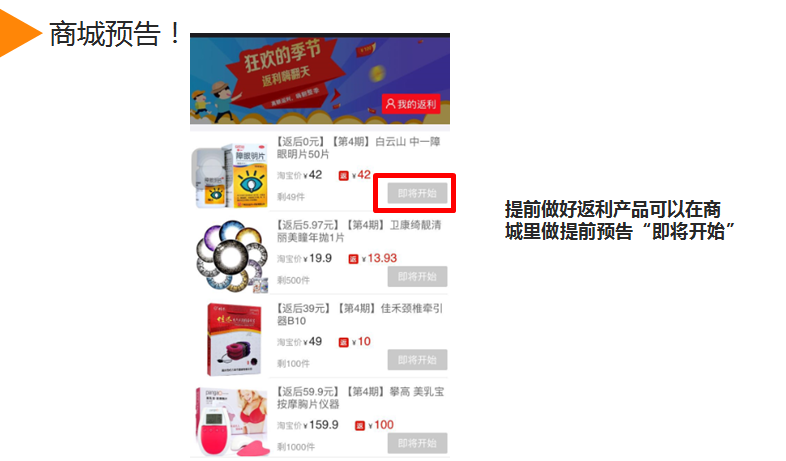 商城预告！
狂欢的季节
返利嗨翻天
我的返利
【返后0元】【第4期】白云山 中一障
眼明片50片
障眼明片
淘宝价¥42 返 ¥42
剩49件
即将开始
【返后5.97元】【第4期】卫康绮靓清
丽美瞳年抛1片
淘宝价¥19.9 返 ¥13.93
剩500件
即将开始
【返后39元】【第4期】佳禾颈椎牵引
器B10
淘宝价¥49 返 ¥10
剩100件
即将开始
【返后59.9元】【第4期】攀高 美乳宝
按摩胸片仪器
pangao
淘宝价¥159.9 返 ¥100
剩1000件
即将开始
提前做好返利产品可以在商
城里做提前预告“即将开始”